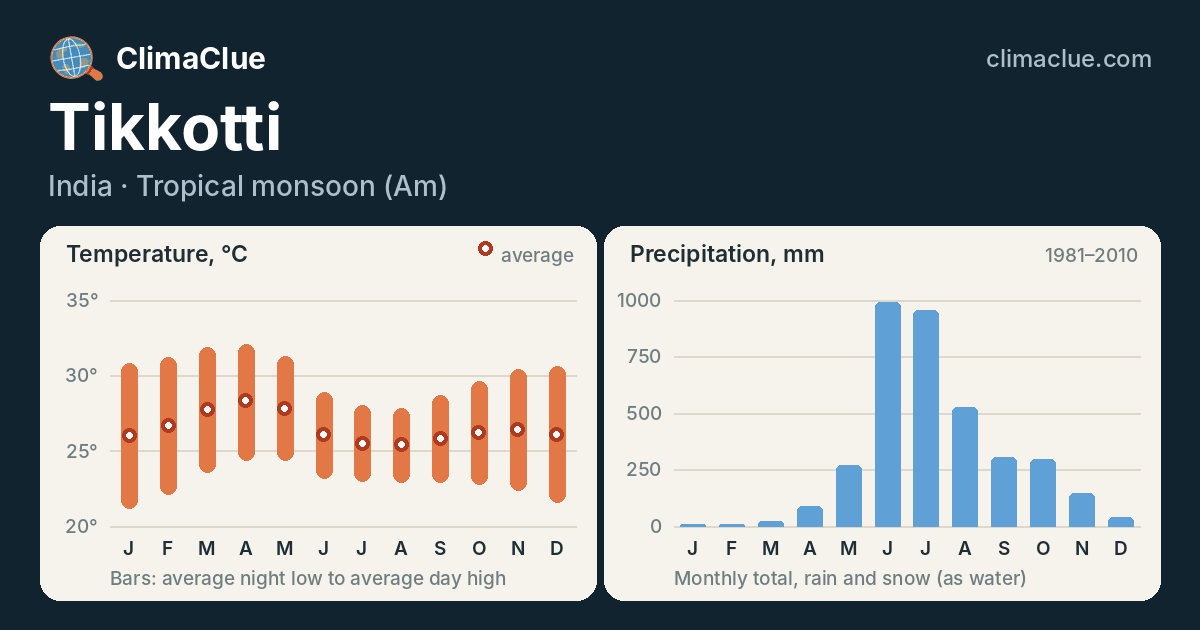 ClimaClue
climaclue.com
Tikkotti
India · Tropical monsoon (Am)
Temperature, °C
average
35°
30°
25°
20°
J F M A M J J A S O N D
Bars: average night low to average day high
Precipitation, mm
1981–2010
1000
750
500
250
0
J F M A M J J A S O N D
Monthly total, rain and snow (as water)